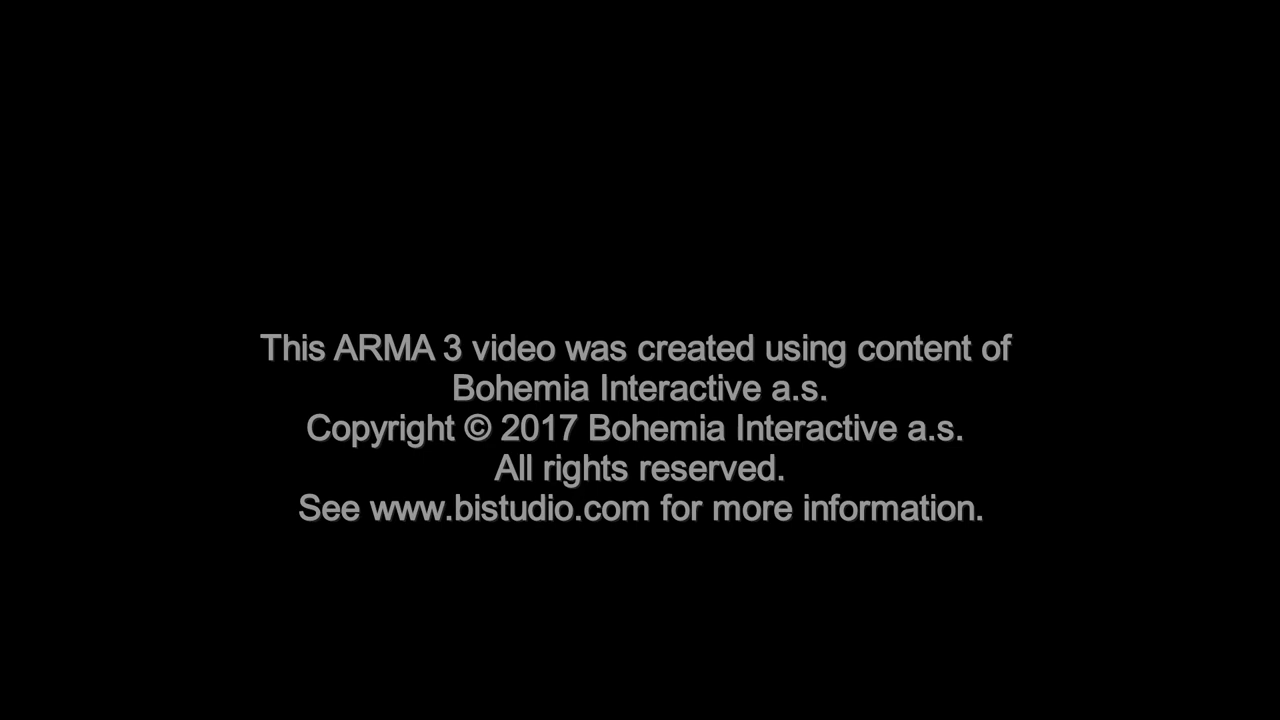 This ARMA 3 video was created using content of
Bohemia Interactive a.s.
Copyright © 2017 Bohemia Interactive a.s.
All rights reserved.
See www.bistudio.com for more information.